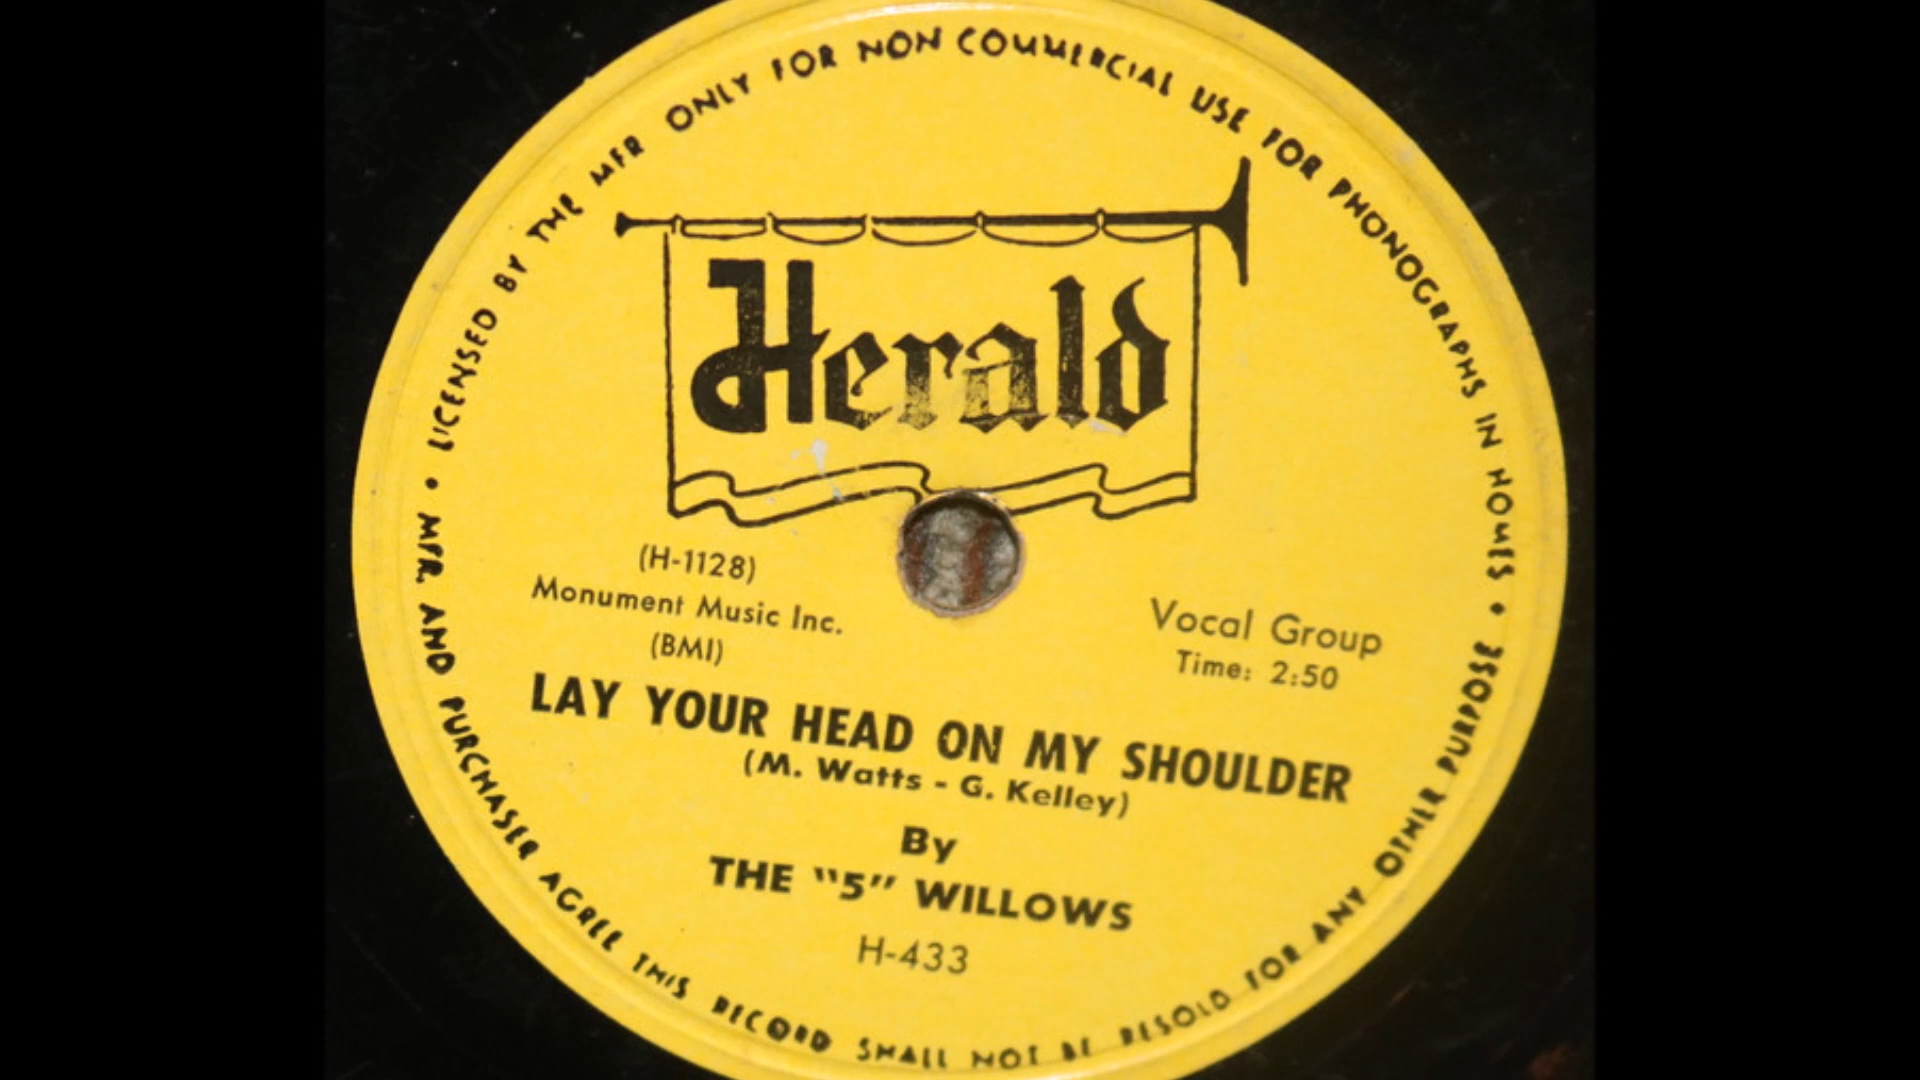 • LICENSED BY THE MFR ONLY FOR NON COMMERCIAL USE FOR PHONOGRAPHS IN HOMES •
Herald
(H-1128)
Monument Music Inc.
(BMI)
Vocal Group
Time: 2:50
LAY YOUR HEAD ON MY SHOULDER
(M. Watts - G. Kelley)
By
THE "5" WILLOWS
H-433
MFR. AND PURCHASER AGREE THIS RECORD SHALL NOT BE RESOLD FOR ANY OTHER PURPOSE